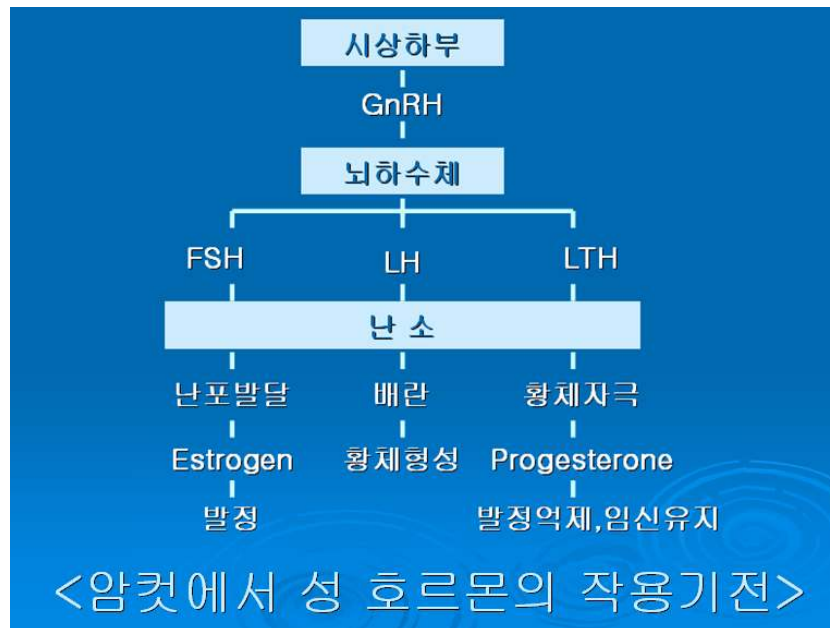 시상하부
GnRH
뇌하수체
FSH LH LTH
난 소
난포발달 배란 황체자극
Estrogen 황체형성 Progesterone
발정 발정억제,임신유지
<암컷에서 성 호르몬의 작용기전>